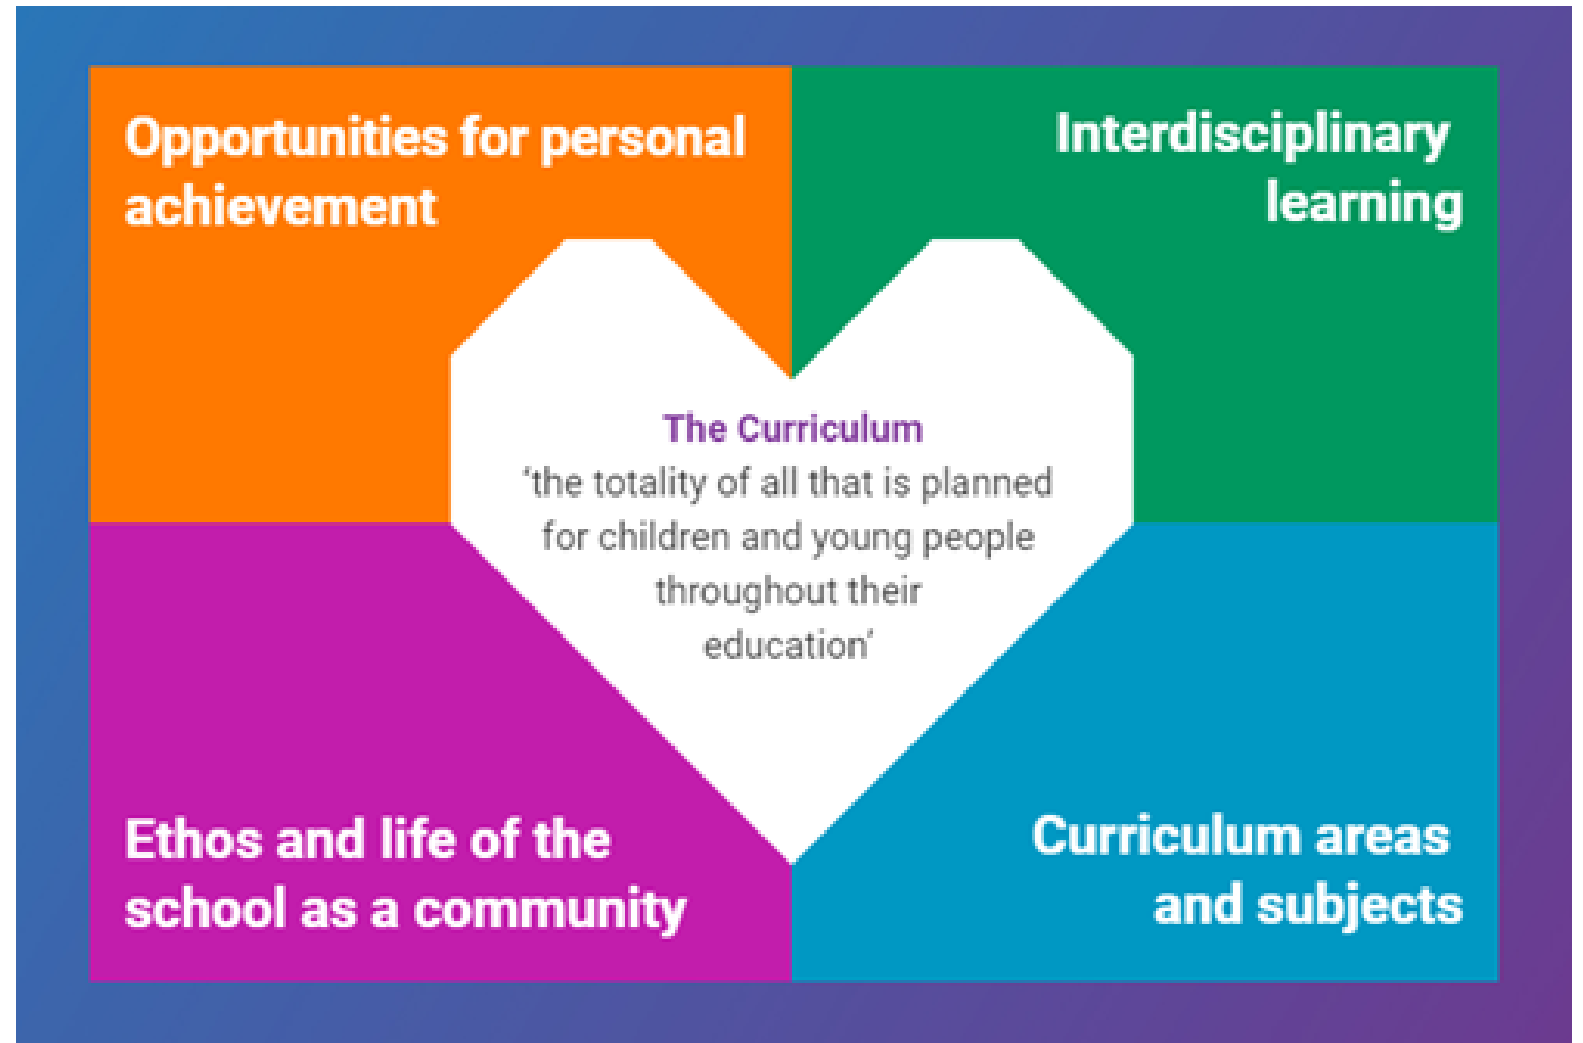 Opportunities for personal
achievement
Interdisciplinary
learning
The Curriculum
‘the totality of all that is planned
for children and young people
throughout their
education’
Ethos and life of the
school as a community
Curriculum areas
and subjects